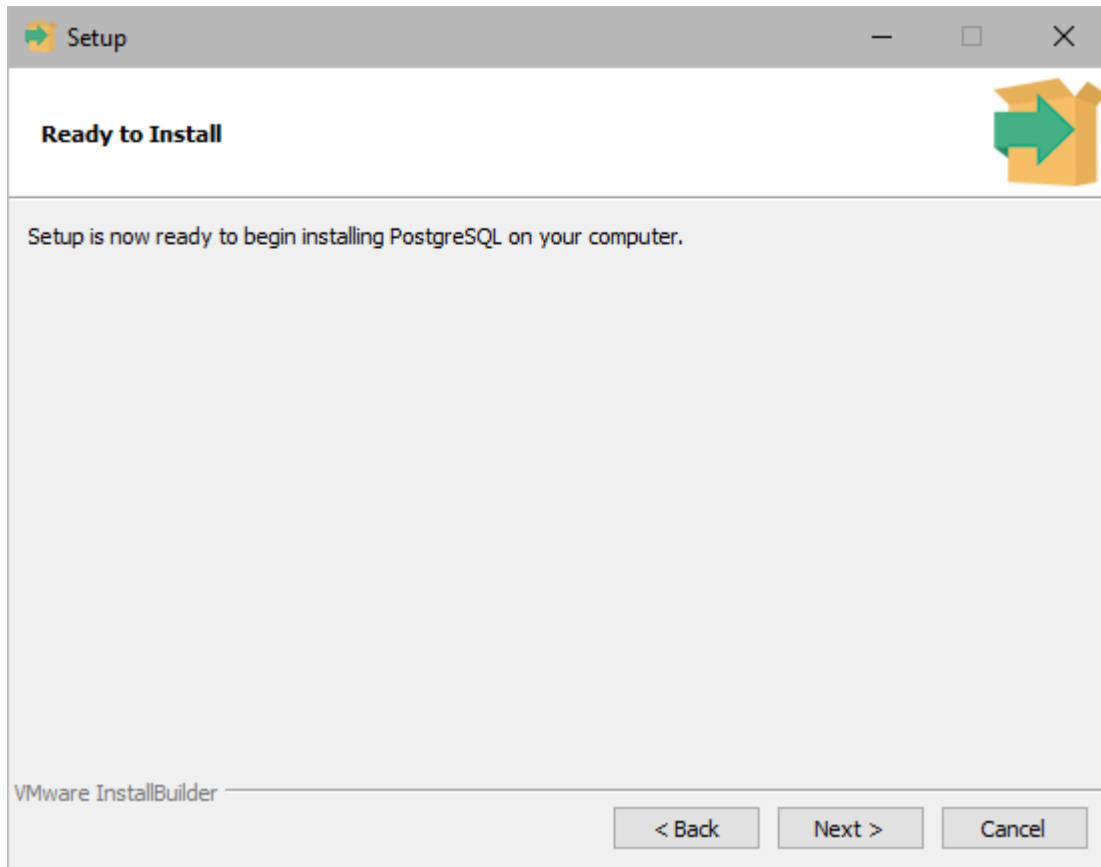 Setup
Ready to Install
Setup is now ready to begin installing PostgreSQL on your computer.
VMware InstallBuilder
< Back
Next >
Cancel